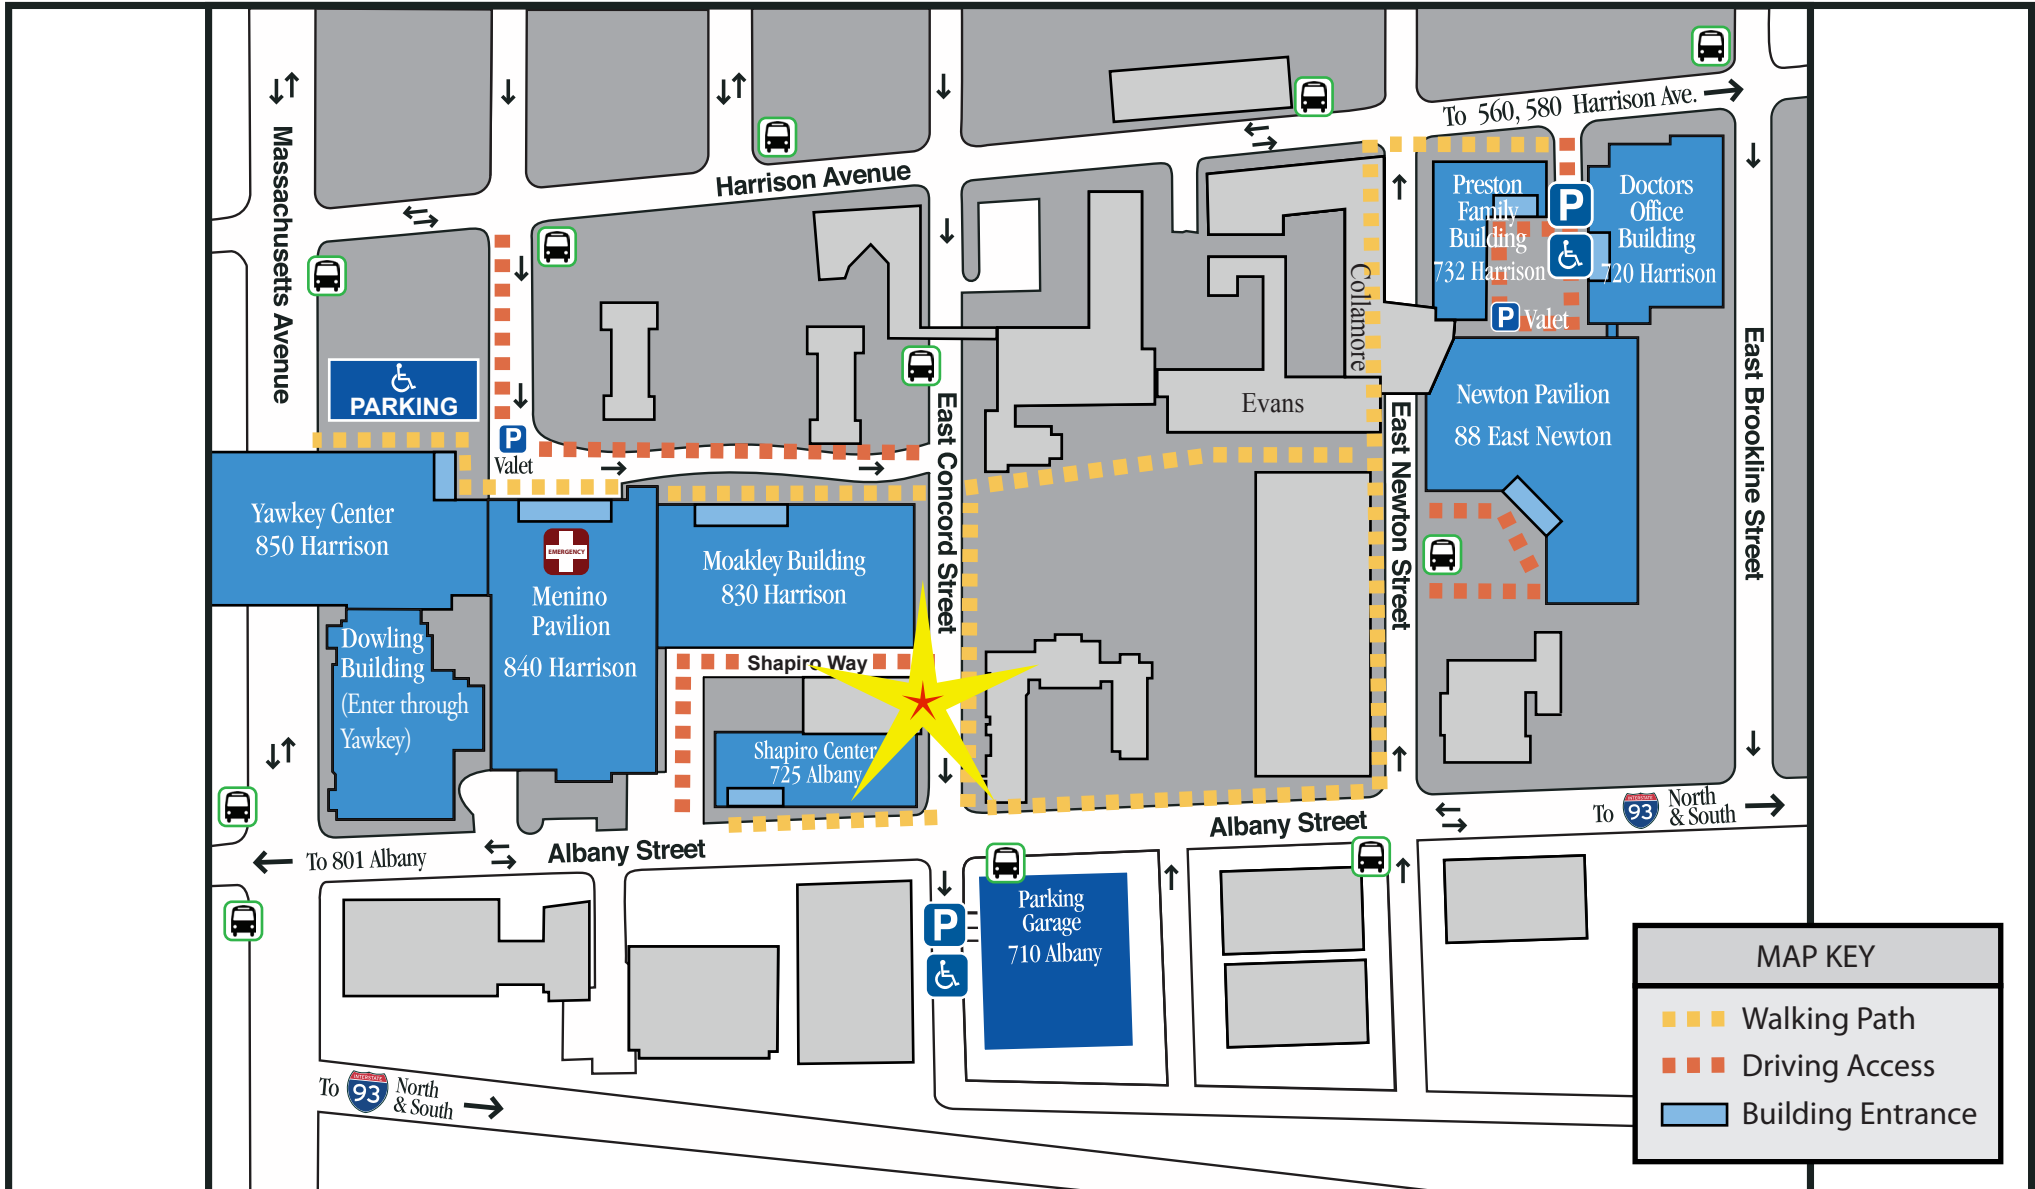 To 560, 580 Harrison Ave.
Harrison Avenue
Massachusetts Avenue
Preston
Family
Building
732 Harrison
P
Doctors
Office
Building
720 Harrison
P Valet
Collamore
PARKING
P
Valet
East Concord Street
Evans
East Newton Street
Newton Pavilion
88 East Newton
East Brookline Street
Yawkey Center
850 Harrison
EMERGENCY
Menino
Pavilion
840 Harrison
Moakley Building
830 Harrison
Dowling
Building
(Enter through
Yawkey)
Shapiro Way
Shapiro Center
725 Albany
To INTERSTATE 93 North
& South
Albany Street
Albany Street
To 801 Albany
P
Parking
Garage
710 Albany
To INTERSTATE 93 North
& South
MAP KEY
Walking Path
Driving Access
Building Entrance